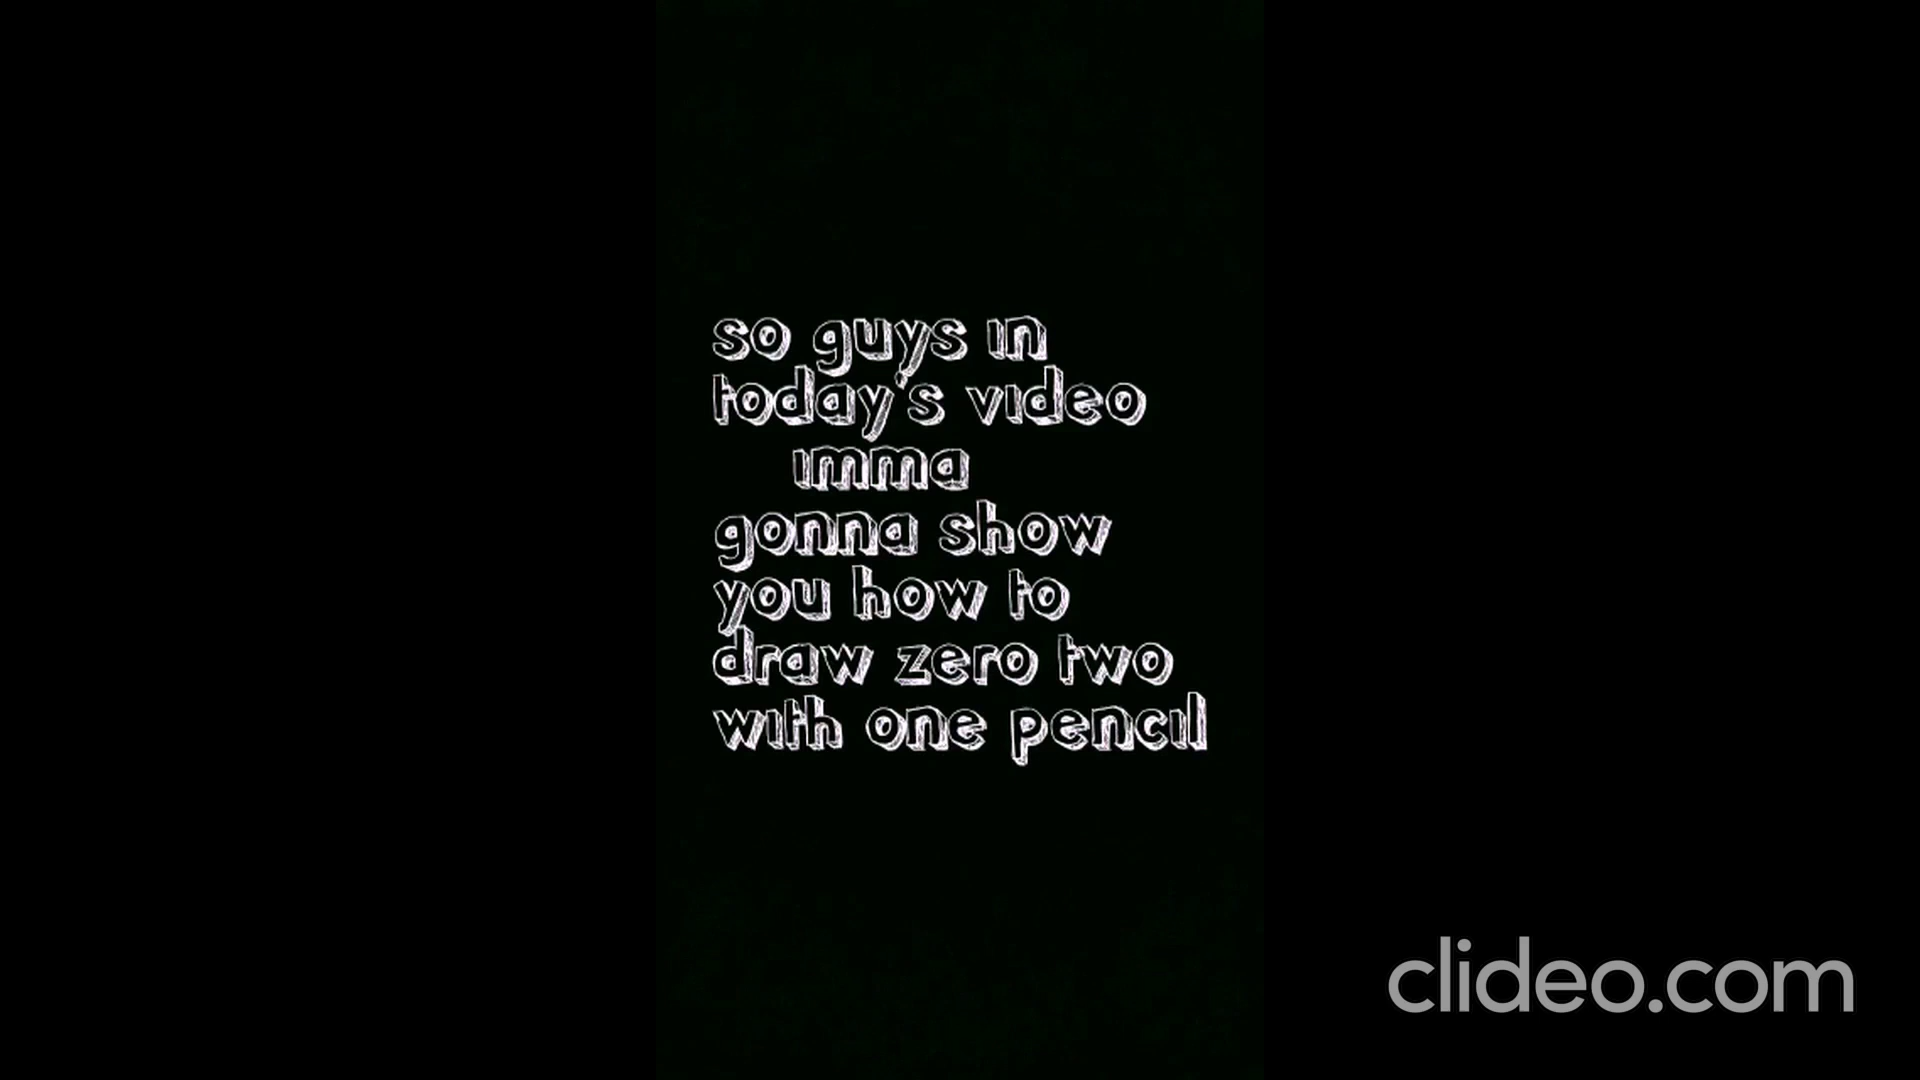 so guys in
today's video
imma
gonna show
you how to
draw zero two
with one pencil
clideo.com